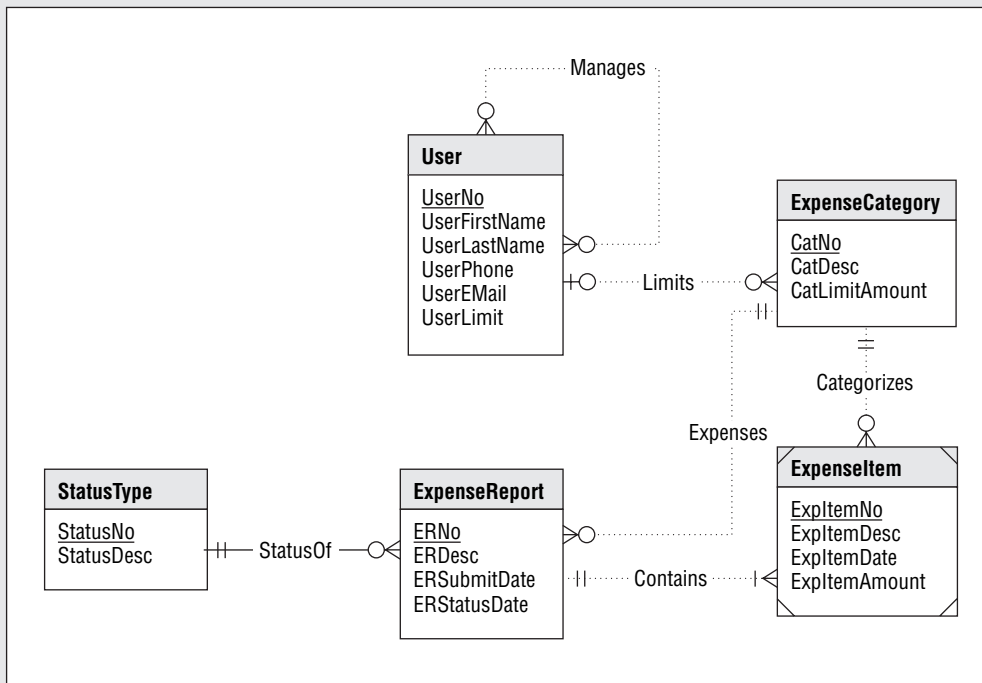 Manages
User
UserNo
UserFirstName
UserLastName
UserPhone
UserEMail
UserLimit
Limits
ExpenseCategory
CatNo
CatDesc
CatLimitAmount
Categorizes
Expenses
StatusType
StatusNo
StatusDesc
StatusOf
ExpenseReport
ERNo
ERDesc
ERSubmitDate
ERStatusDate
Contains
ExpenseItem
ExpItemNo
ExpItemDesc
ExpItemDate
ExpItemAmount